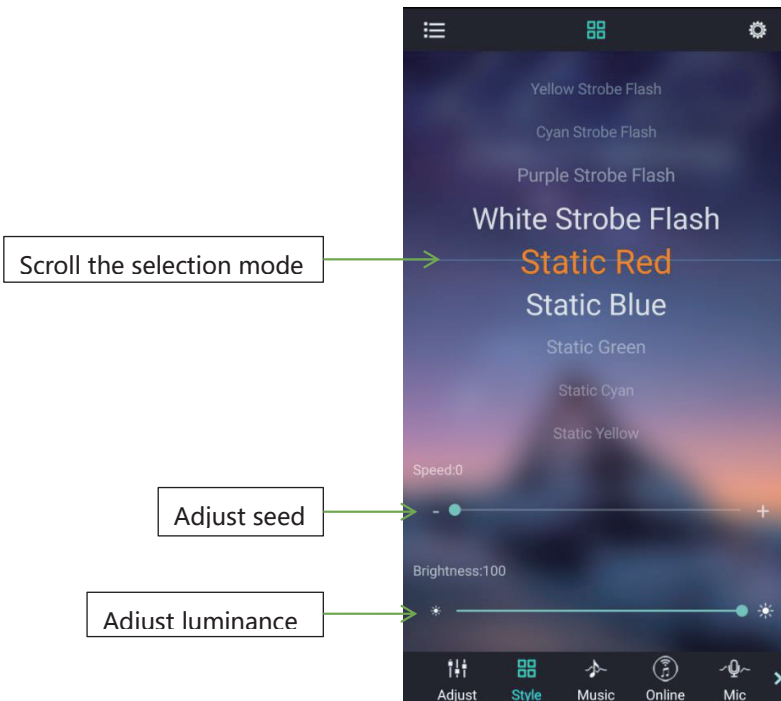 Yellow Strobe Flash
Cyan Strobe Flash
Purple Strobe Flash
White Strobe Flash
Scroll the selection mode
Static Red
Static Blue
Static Green
Static Cyan
Static Yellow
Speed:0
Adjust seed
- +
Brightness:100
Adjust luminance
Adjust Style Music Online Mic